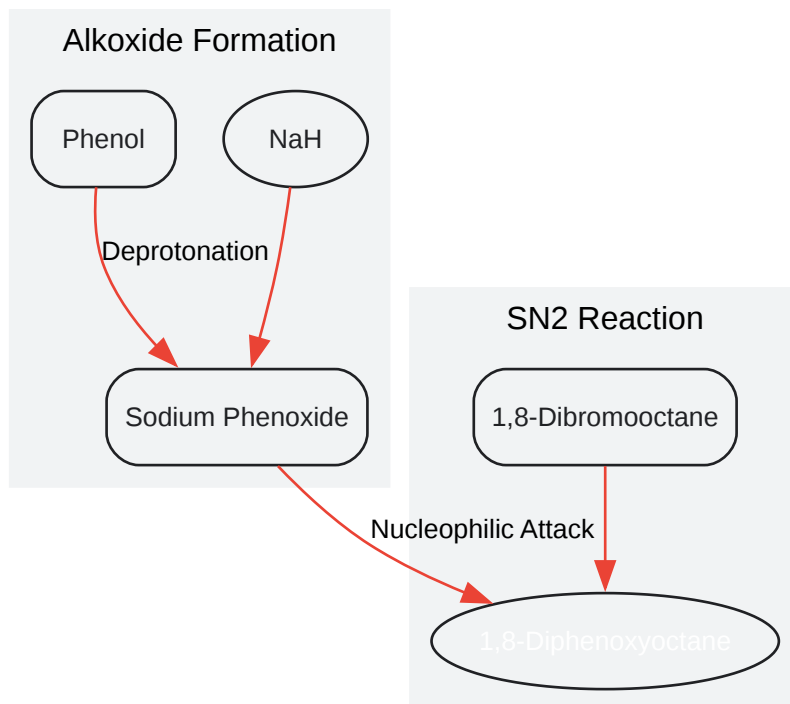 Alkoxide Formation
Phenol
NaH
Deprotonation
Sodium Phenoxide
SN2 Reaction
1,8-Dibromooctane
Nucleophilic Attack
1,8-Diphenoxyoctane